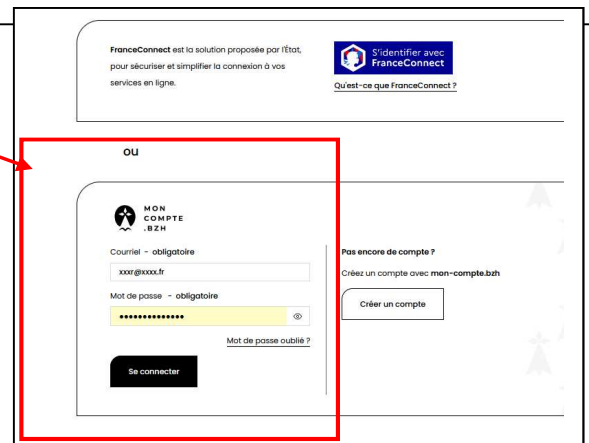 FranceConnect est la solution proposée par l'État,
pour sécuriser et simplifier la connexion à vos
services en ligne.
S'identifier avec
FranceConnect
Qu'est-ce que FranceConnect ?
ou
MON
COMPTE
.BZH
Courriel - obligatoire
xxxr@xxxx.fr
Mot de passe - obligatoire
••••••••••••••
Mot de passe oublié ?
Se connecter
Pas encore de compte ?
Créez un compte avec mon-compte.bzh
Créer un compte